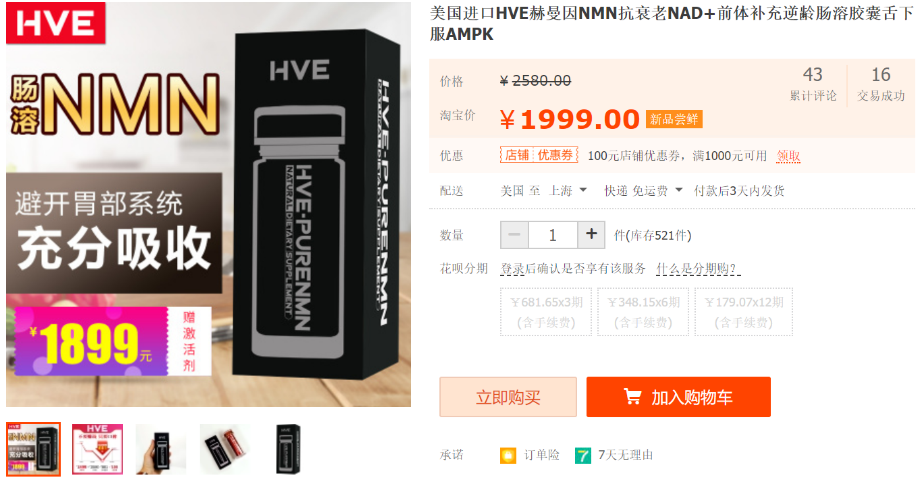 HVE
肠溶NMN
避开胃部系统
充分吸收
¥1899元
赠激活剂
HVE
HVE-PURENMN
NATURAL DIETARY SUPPLEMENT
HVE-PURENMN
NATURAL DIETARY SUPPLEMENT
美国进口HVE赫曼因NMN抗衰老NAD+前体补充逆龄肠溶胶囊舌下
服AMPK
价格 ¥ 2580.00
43 16
累计评论 交易成功
淘宝价 ¥1999.00 新品尝鲜
优惠 店铺 优惠券 100元店铺优惠券，满1000元可用 领取
配送 美国 至 上海 快递 免运费 付款后3天内发货
数量 − 1 + 件(库存521件)
花呗分期 登录后确认是否享有该服务 什么是分期购？
¥681.65x3期 ¥348.15x6期 ¥179.07x12期
(含手续费) (含手续费) (含手续费)
立即购买 加入购物车
承诺 订单险 7 7天无理由